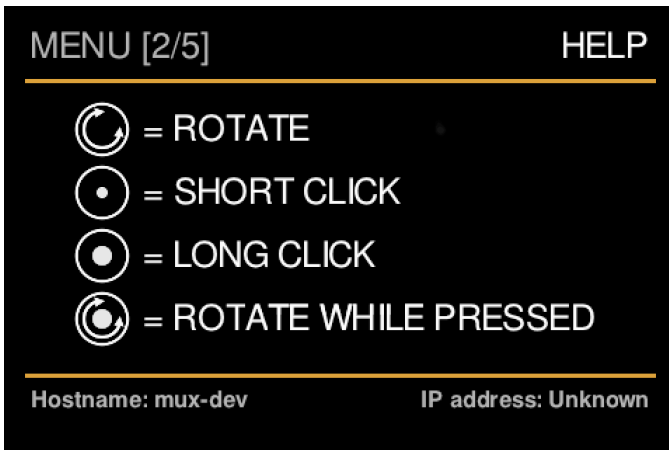 MENU [2/5] HELP
= ROTATE
= SHORT CLICK
= LONG CLICK
= ROTATE WHILE PRESSED
Hostname: mux-dev IP address: Unknown